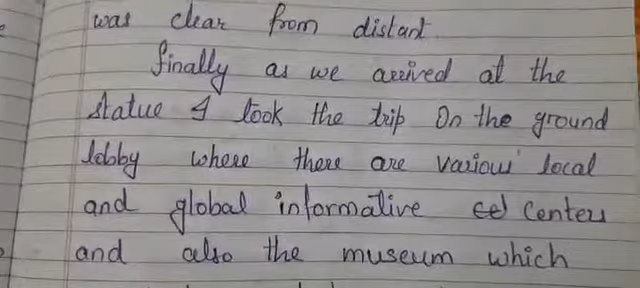 was clear from distant.
finally as we arrived at the
statue I took the trip On the ground
lobby where there are various local
and global informative centers
and also the museum which